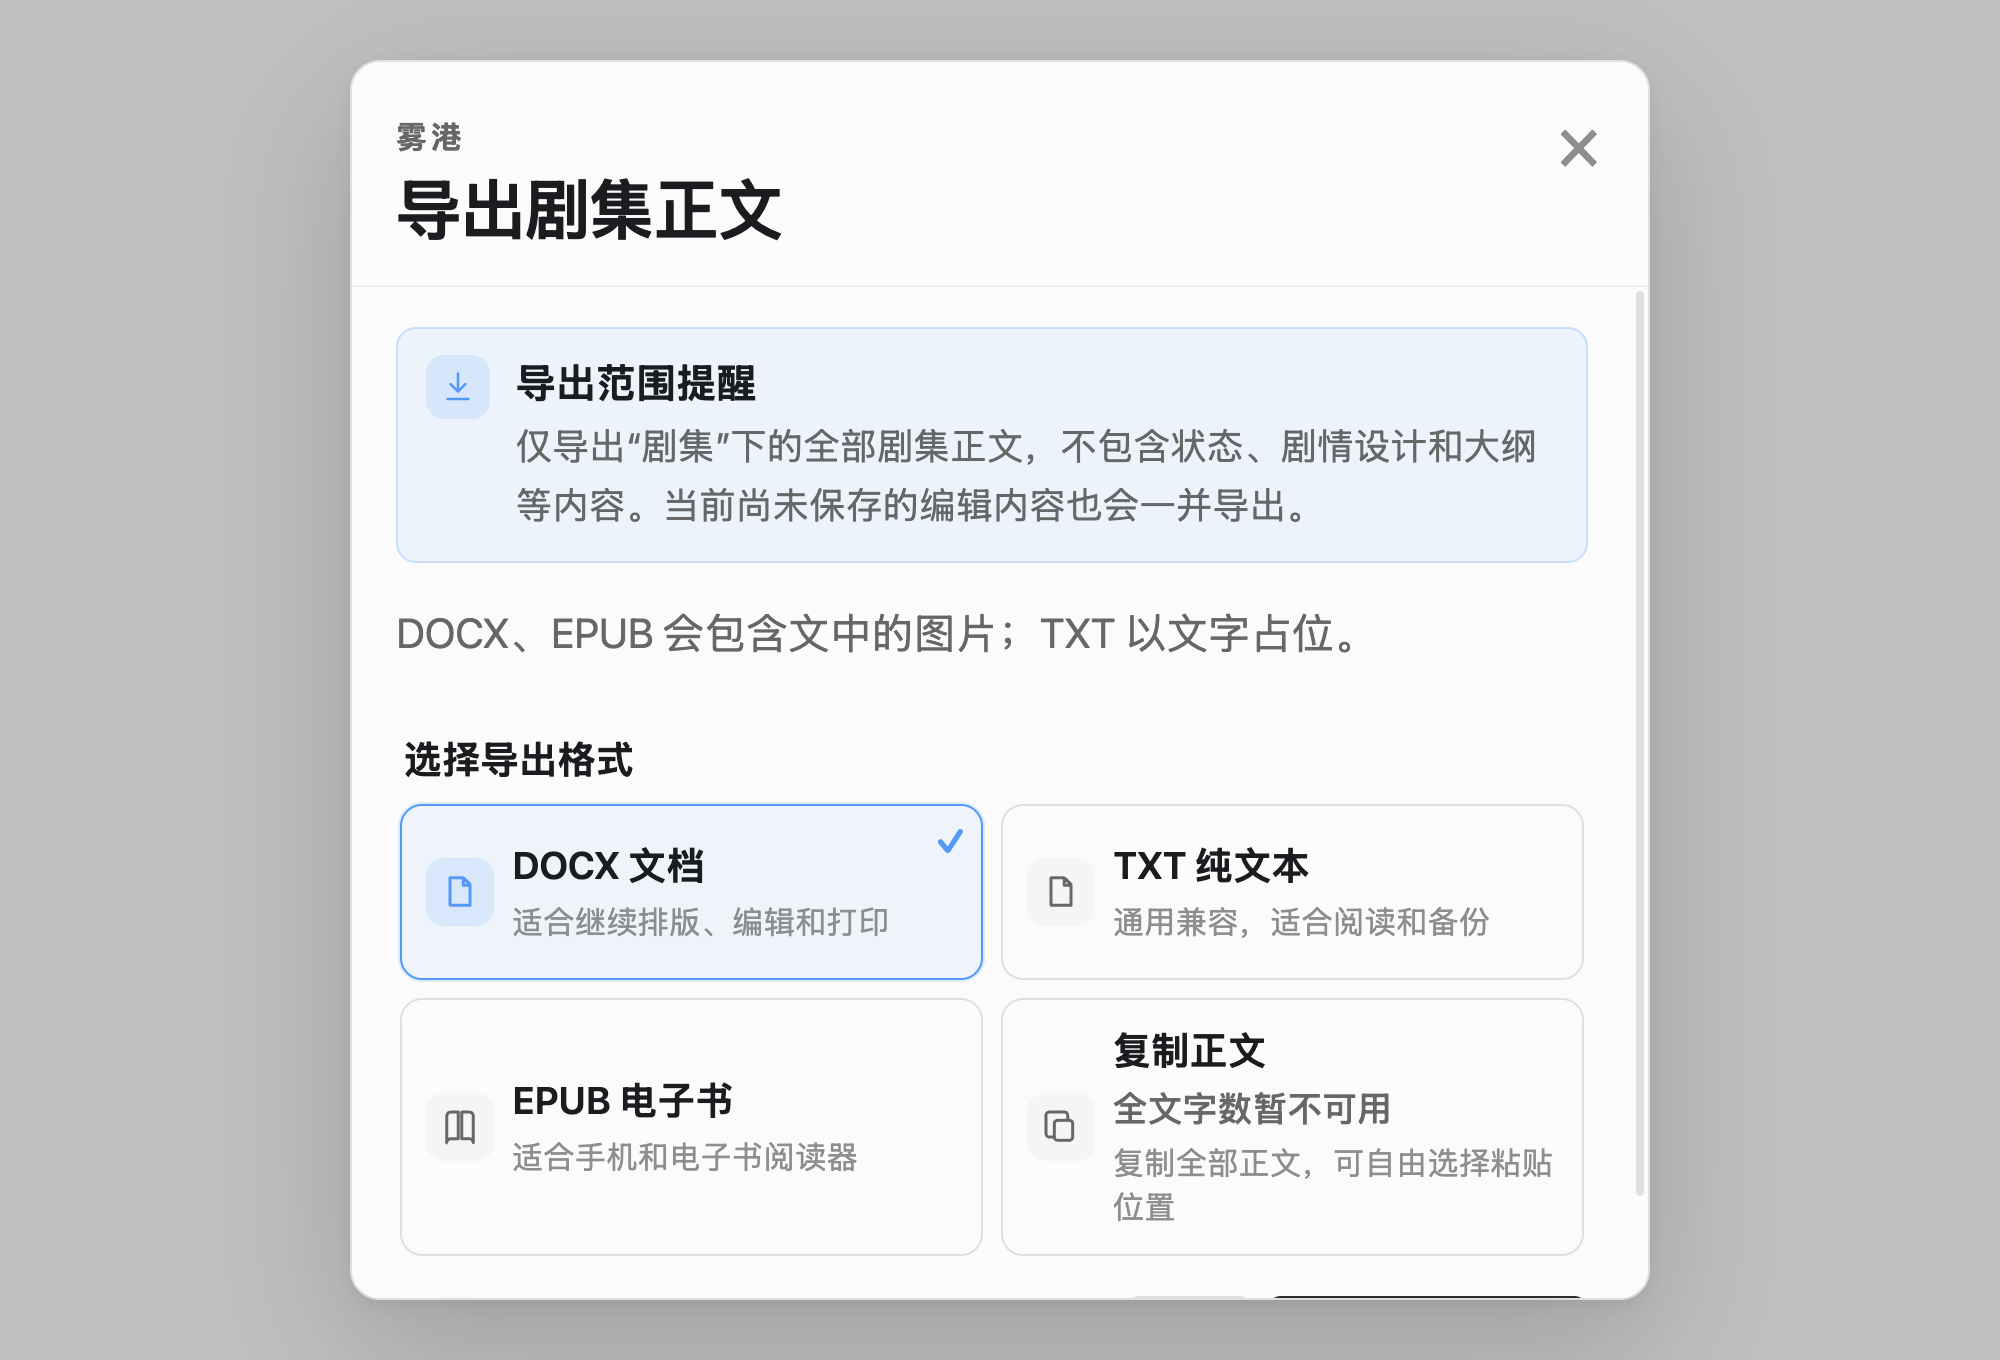 雾港
导出剧集正文
导出范围提醒
仅导出“剧集”下的全部剧集正文，不包含状态、剧情设计和大纲
等内容。当前尚未保存的编辑内容也会一并导出。
DOCX、EPUB 会包含文中的图片；TXT 以文字占位。
选择导出格式
DOCX 文档
适合继续排版、编辑和打印
TXT 纯文本
通用兼容，适合阅读和备份
EPUB 电子书
适合手机和电子书阅读器
复制正文
全文字数暂不可用
复制全部正文，可自由选择粘贴
位置